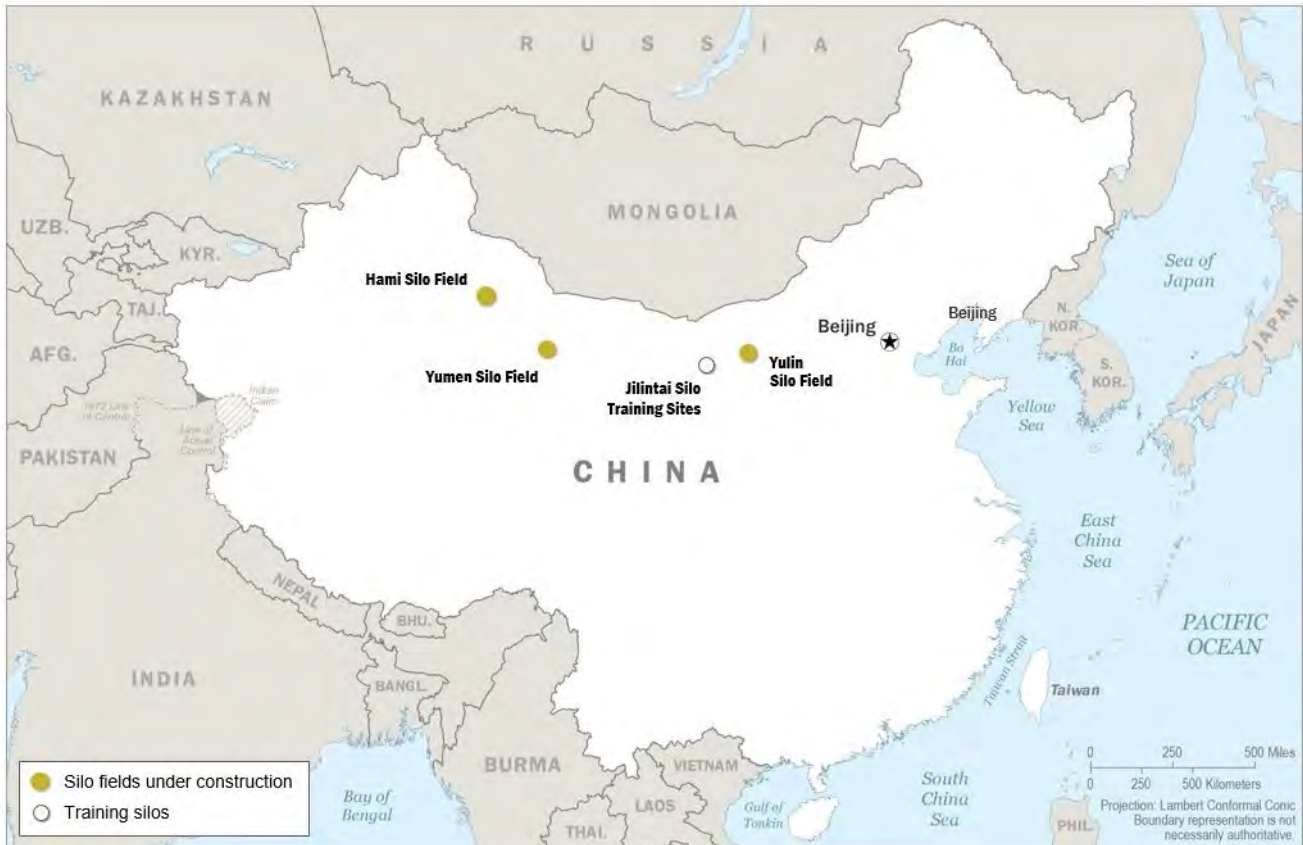 RUSSIA
KAZAKHSTAN
MONGOLIA
UZB.
KYR.
Sea of
Japan
Hami Silo Field
TAJ.
N.
KOR.
JAPAN
Beijing
Beijing
Bo
Hai
AFG.
Yumen Silo Field
Jilintai Silo
Training Sites
Yulin
Silo Field
S.
KOR.
Indian
Claim
1972 Line
of Control
Line of
Actual
Control
Yellow
Sea
PAKISTAN
CHINA
East
China
Sea
NEPAL
BHU.
PACIFIC
OCEAN
INDIA
BANGL.
Taiwan Strait
Taiwan
BURMA
VIETNAM
LAOS
THAI.
Bay of
Bengal
Gulf of
Tonkin
South
China
Sea
PHIL.
0 250 500 Miles
0 250 500 Kilometers
Projection: Lambert Conformal Conic
Boundary representation is not
necessarily authoritative.
Silo fields under construction
Training silos